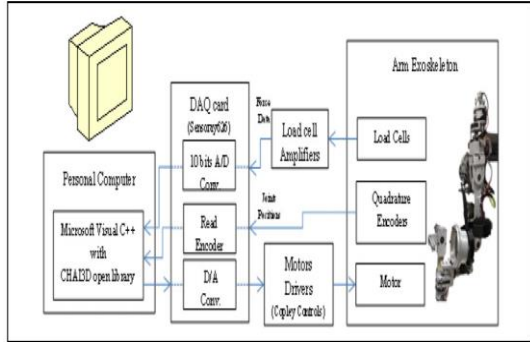 Arm Exoskeleton
DAQ card
(Sensoray626)
Force
Data
Load cell
Amplifiers
Load Cells
10 bits A/D
Conv.
Personal Computer
Microsoft Visual C++
with
CHAI3D open library
Joint
Positions
Quadrature
Encoders
Read
Encoder
D/A
Conv.
Motors
Drivers
(Copley Controls)
Motor